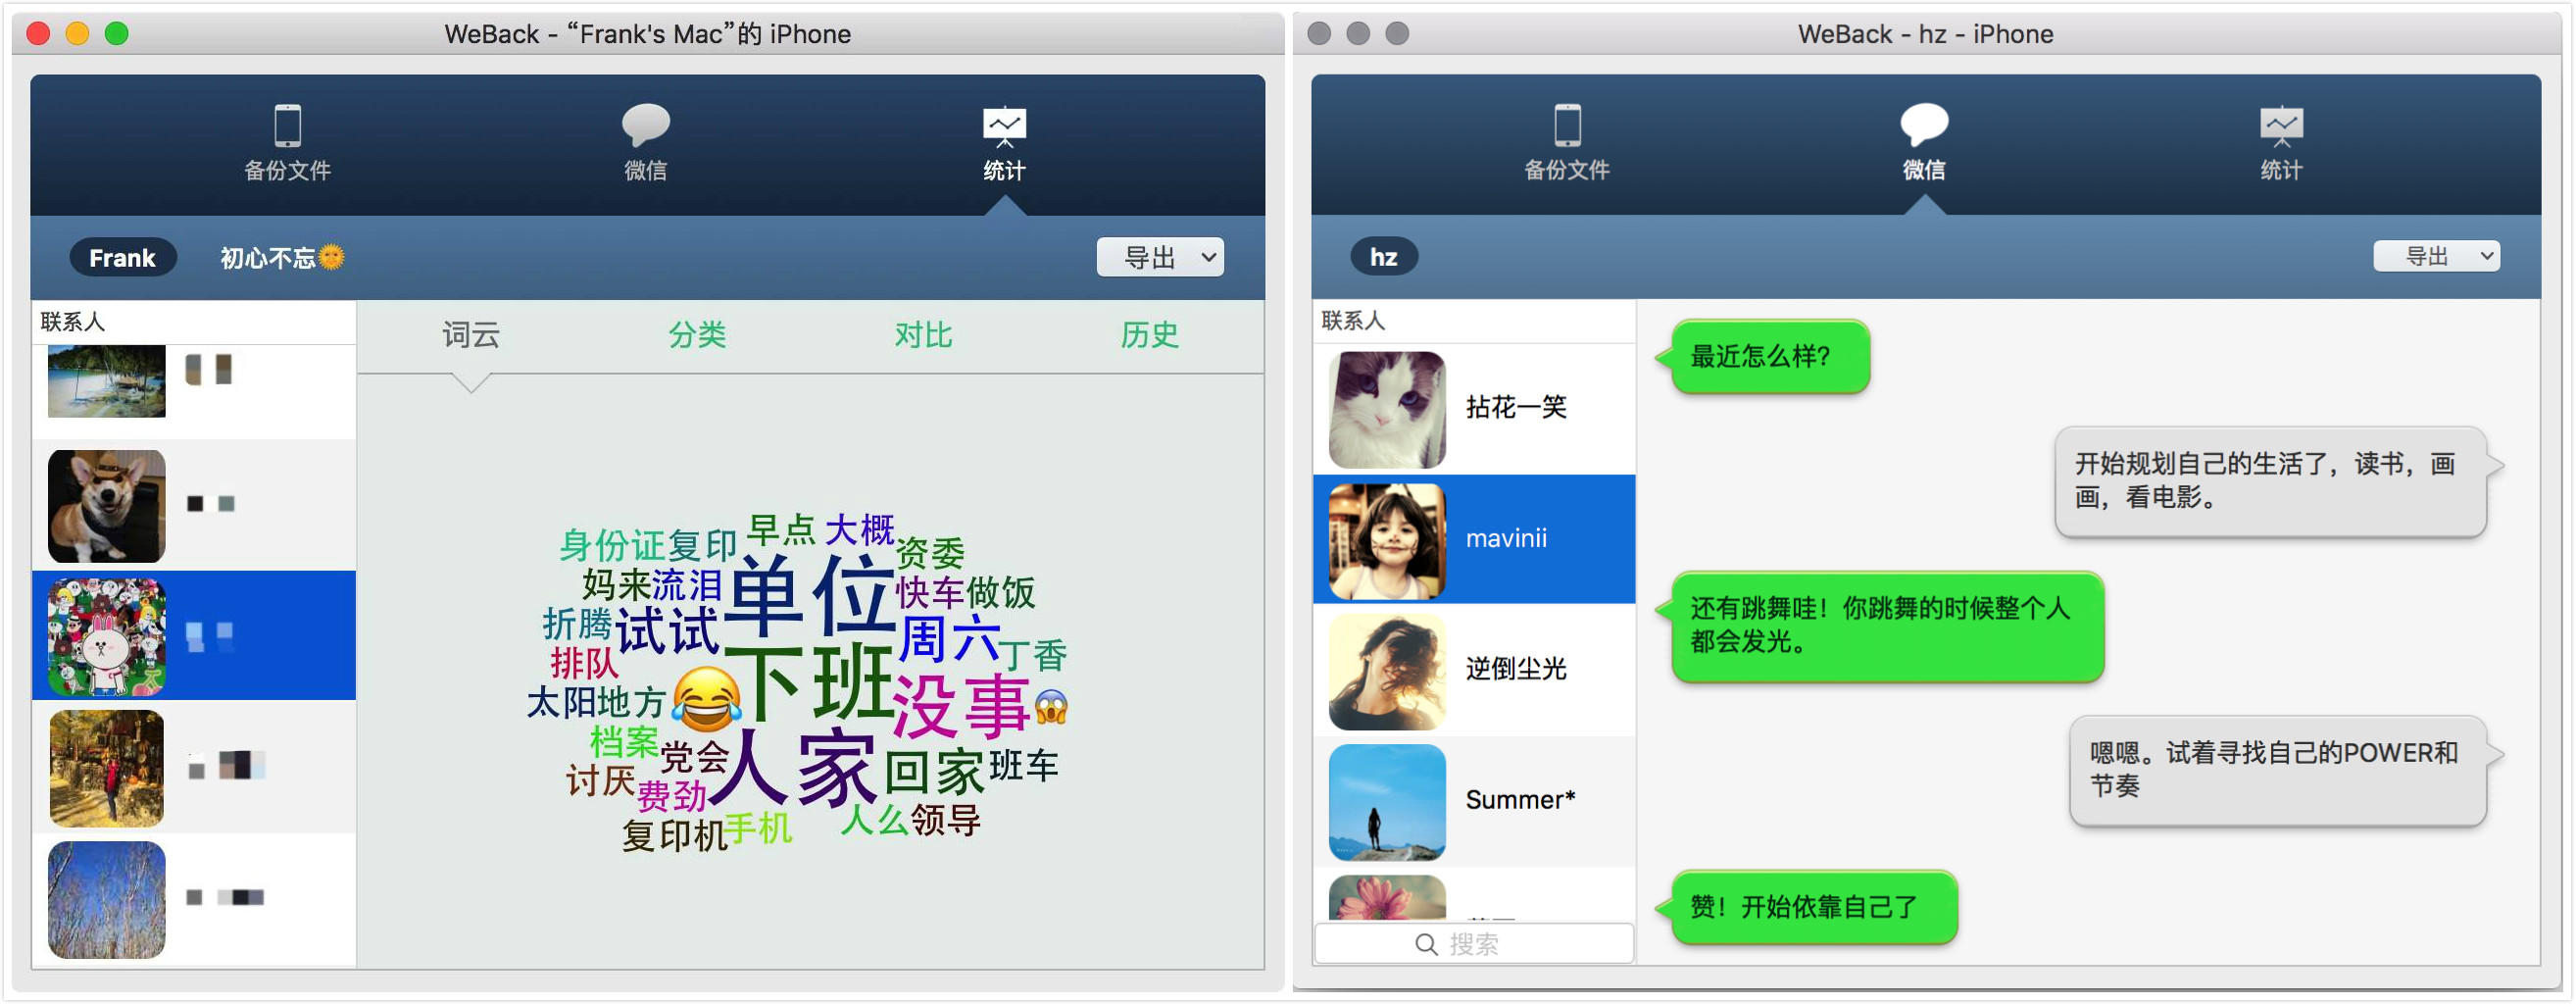 WeBack - “Frank's Mac”的 iPhone
备份文件
微信
统计
Frank
初心不忘🌞
导出
联系人
词云
分类
对比
历史
身份证
复印
早点
大概
资委
妈来
流泪
单位
快车
做饭
折腾
试试
周六
丁香
排队
下班
太阳
地方
😂
没事
😱
档案
党会
人家
回家
班车
讨厌
费劲
复印机
手机
人么
领导
WeBack - hz - iPhone
备份文件
微信
统计
hz
导出
联系人
拈花一笑
mavinii
逆倒尘光
Summer*
搜索
最近怎么样?
开始规划自己的生活了，读书，画
画，看电影。
还有跳舞哇！你跳舞的时候整个人
都会发光。
嗯嗯。试着寻找自己的POWER和
节奏
赞！开始依靠自己了